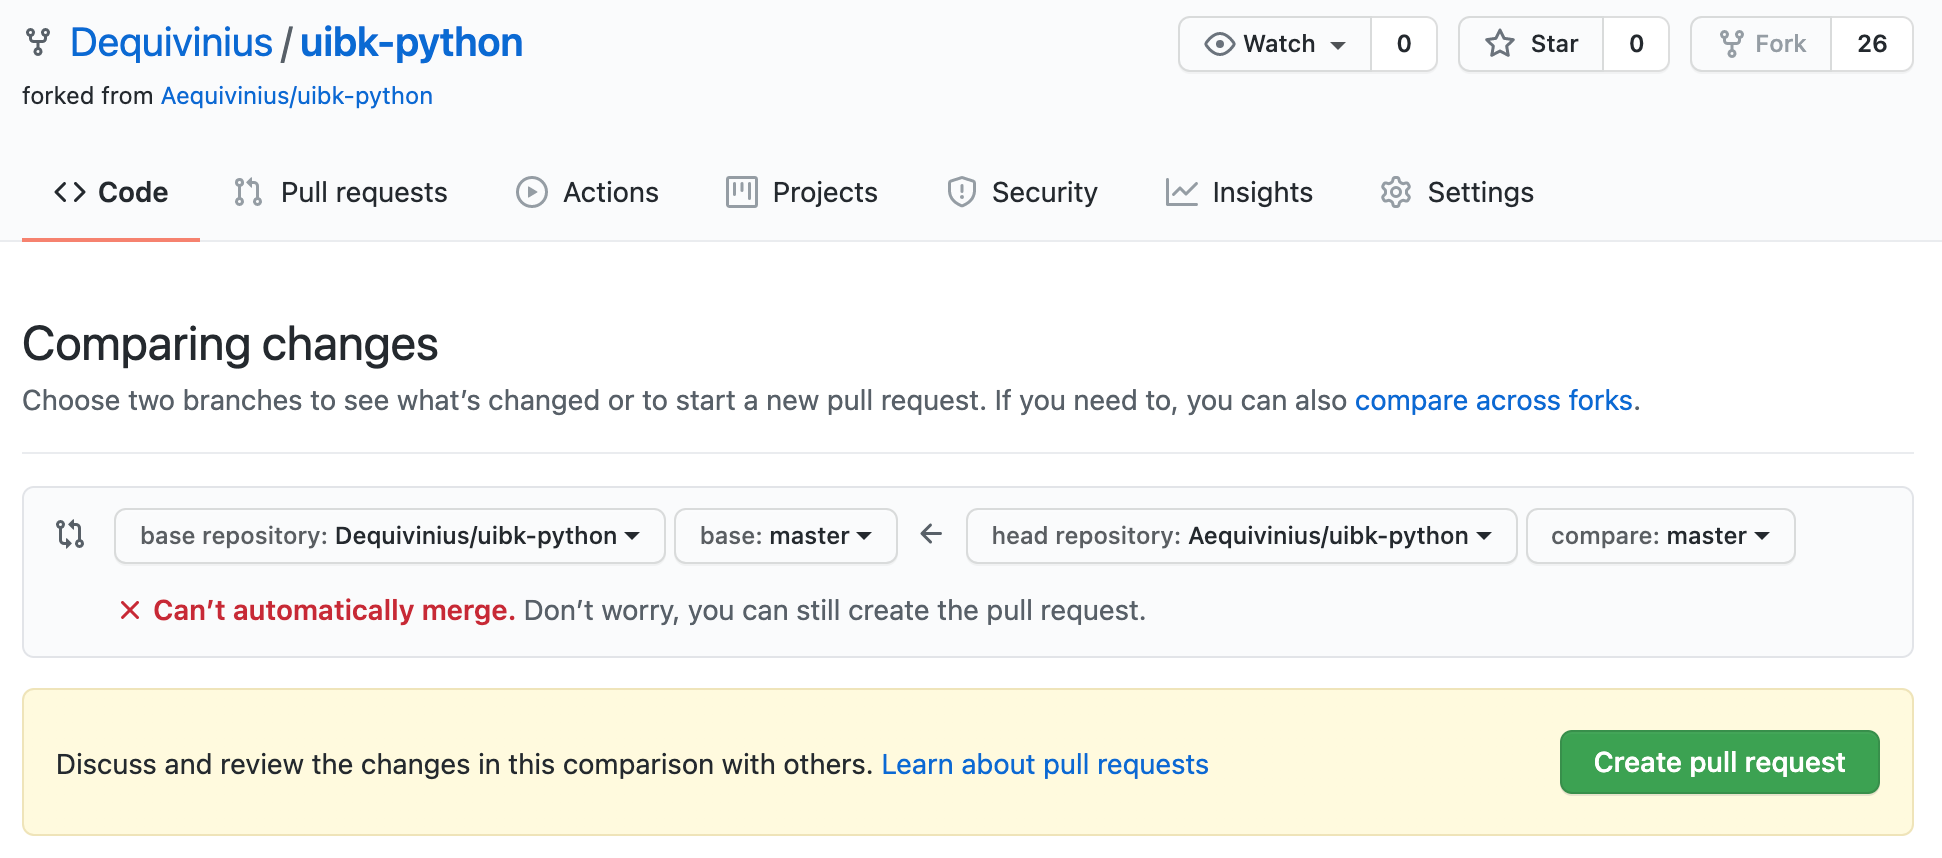 Dequivinius / uibk-python
Watch 0 Star 0 Fork 26
forked from Aequivinius/uibk-python
Code Pull requests Actions Projects Security Insights Settings
Comparing changes
Choose two branches to see what’s changed or to start a new pull request. If you need to, you can also compare across forks.
base repository: Dequivinius/uibk-python base: master ← head repository: Aequivinius/uibk-python compare: master
Can’t automatically merge. Don’t worry, you can still create the pull request.
Discuss and review the changes in this comparison with others. Learn about pull requests
Create pull request